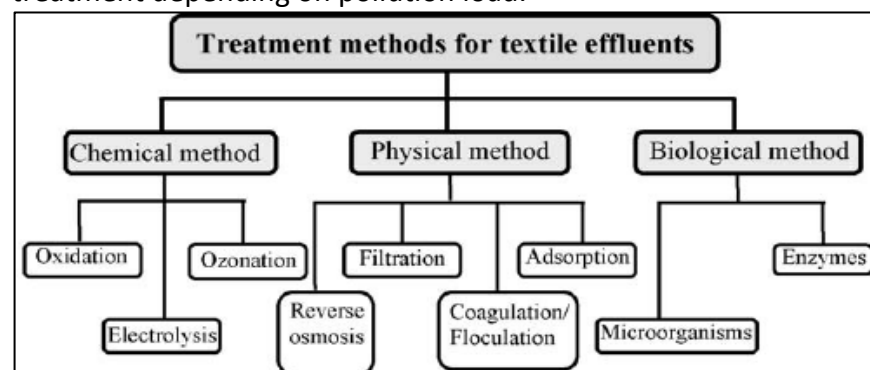 treatment depending on pollution load.
Treatment methods for textile effluents
Chemical method
Physical method
Biological method
Oxidation
Ozonation
Filtration
Adsorption
Enzymes
Electrolysis
Reverse
osmosis
Coagulation/
Floculation
Microorganisms